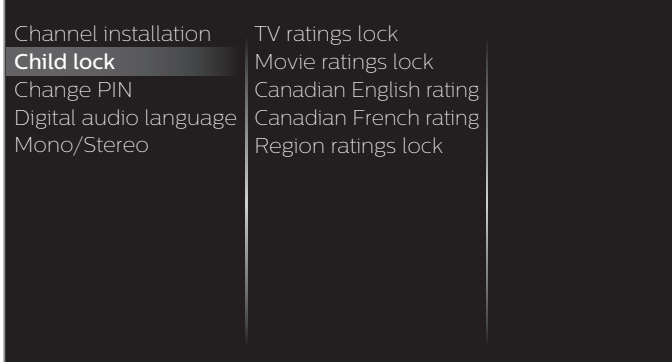 Channel installation
Child lock
Change PIN
Digital audio language
Mono/Stereo
TV ratings lock
Movie ratings lock
Canadian English rating
Canadian French rating
Region ratings lock